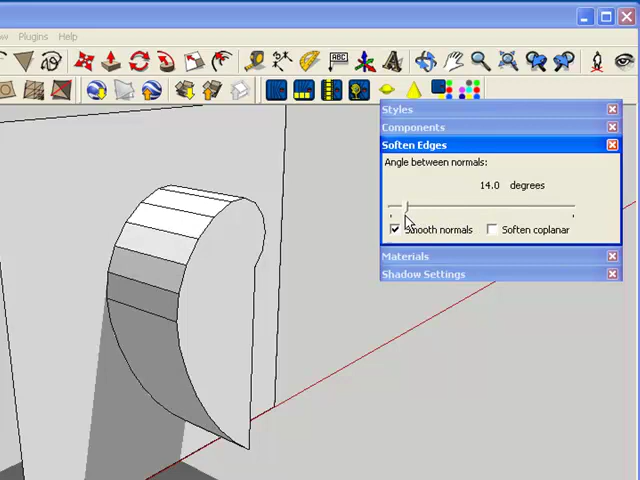 Plugins Help
ABC
A
Styles
Components
Soften Edges
Angle between normals:
14.0 degrees
Smooth normals Soften coplanar
Materials
Shadow Settings